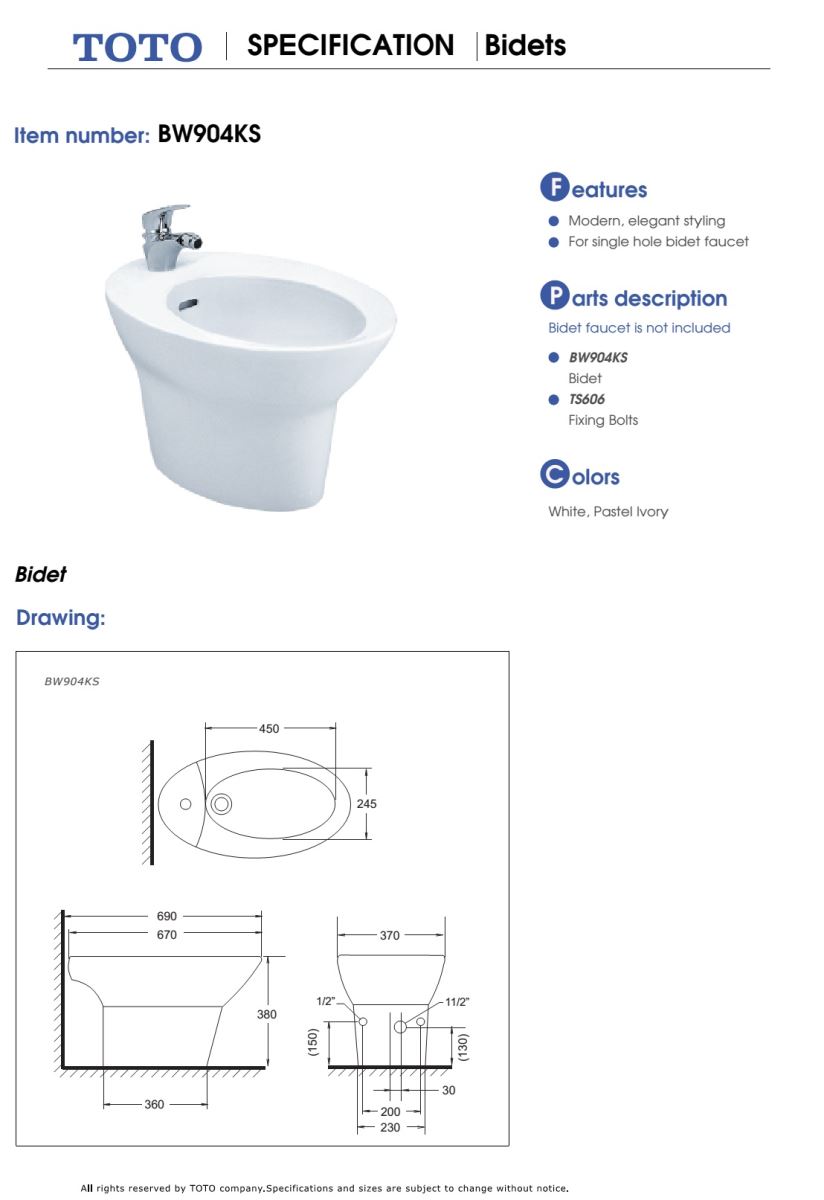 TOTO | SPECIFICATION | Bidets
Item number: BW904KS
Features
Modern, elegant styling
For single hole bidet faucet
Parts description
Bidet faucet is not included
BW904KS
Bidet
TS606
Fixing Bolts
Colors
White, Pastel Ivory
Bidet
Drawing:
BW904KS
450
245
690
670
380
360
370
1/2"
11/2"
(150)
(130)
30
200
230
All rights reserved by TOTO company.Specifications and sizes are subject to change without notice.